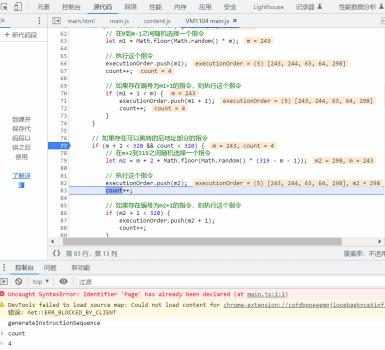 元素 控制台 源代码 网络 性能 内存 应用 安全 Lighthouse 记录器 性能数据分析
main.html main.js content.js VM1104 main.js ×
+ 新代码段
62 // 在0到m-1之间随机选择一个指令
63 let m1 = Math.floor(Math.random() * m); m = 243
64
65 // 执行这个指令
66 executionOrder.push(m1); executionOrder = (5) [243, 244, 63, 64, 298]
67 count++; count = 4
68
69 // 如果存在编号为m1+1的指令，则执行这个指令
70 if (m1 + 1 < m) { m = 243
71 executionOrder.push(m1 + 1); executionOrder = (5) [243, 244, 63, 64, 298]
72 count++; count = 4
73 }
74 }
75
76 // 如果存在可以跳转的后地址部分的指令
77 if (m + 2 < 320 && count < 320) { m = 243, count = 4
78 // 在m+2到319之间随机选择一个指令
79 let m2 = m + 2 + Math.floor(Math.random() * (319 - m - 1)); m2 = 298, m = 243
80
81 // 执行这个指令
82 executionOrder.push(m2); executionOrder = (5) [243, 244, 63, 64, 298], m2 = 298
83 count++;
84
85 // 如果存在编号为m2+1的指令，则执行这个指令
86 if (m2 + 1 < 320) {
87 executionOrder.push(m2 + 1);
88 count++;
89 }
创建并
保存代
码段以
供之后
使用
了解详
情
{} 第 83 行，第 13 列
覆盖率: 不适
控制台 问题 新功能
top ▼ 过滤
Uncaught SyntaxError: Identifier 'Page' has already been declared (at main.js:1:1)
DevTools failed to load source map: Could not load content for
错误: net::ERR_BLOCKED_BY_CLIENT
generateInstructionSequence
> count
< 4